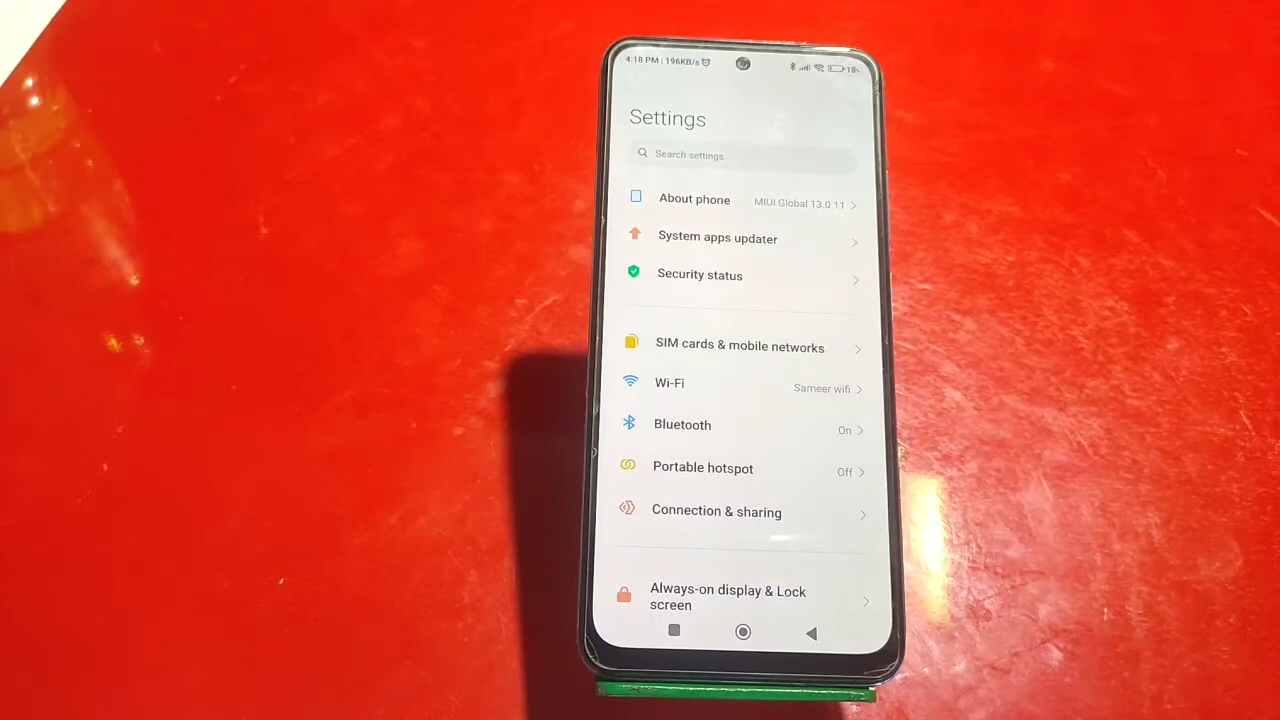 4:18 PM | 196KB/s 18%
Settings
Search settings
About phone MIUI Global 13.0.11
System apps updater
Security status
SIM cards & mobile networks
Wi-Fi Sameer wifi
Bluetooth On
Portable hotspot Off
Connection & sharing
Always-on display & Lock
screen